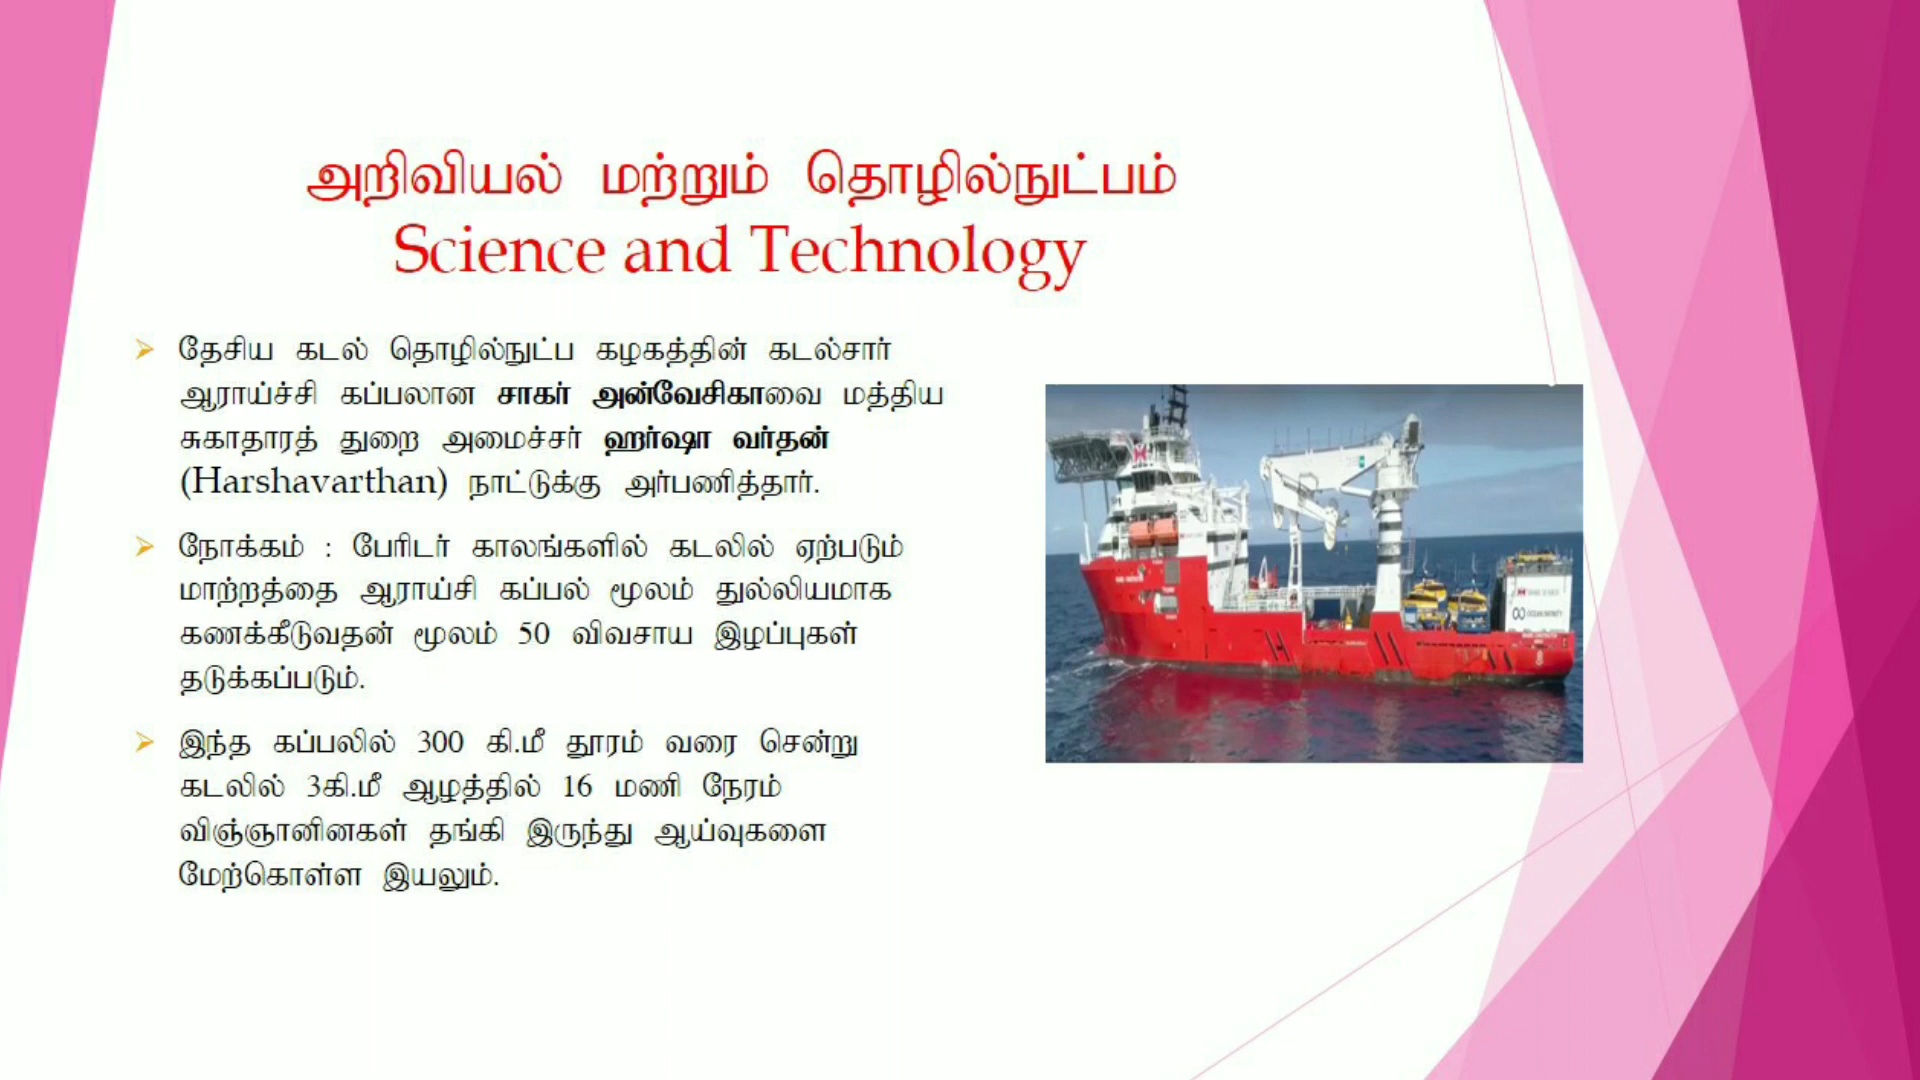 அறிவியல் மற்றும் தொழில்நுட்பம்
Science and Technology
தேசிய கடல் தொழில்நுட்ப கழகத்தின் கடல்சார்
ஆராய்ச்சி கப்பலான சாகர் அன்வேசிகாவை மத்திய
சுகாதாரத் துறை அமைச்சர் ஹர்ஷா வர்தன்
(Harshavarthan) நாட்டுக்கு அர்பணித்தார்.
நோக்கம் : பேரிடர் காலங்களில் கடலில் ஏற்படும்
மாற்றத்தை ஆராய்சி கப்பல் மூலம் துல்லியமாக
கணக்கீடுவதன் மூலம் 50 விவசாய இழப்புகள்
தடுக்கப்படும்.
இந்த கப்பலில் 300 கி.மீ தூரம் வரை சென்று
கடலில் 3கி.மீ ஆழத்தில் 16 மணி நேரம்
விஞ்ஞானினகள் தங்கி இருந்து ஆய்வுகளை
மேற்கொள்ள இயலும்.
OCEAN INFINITY